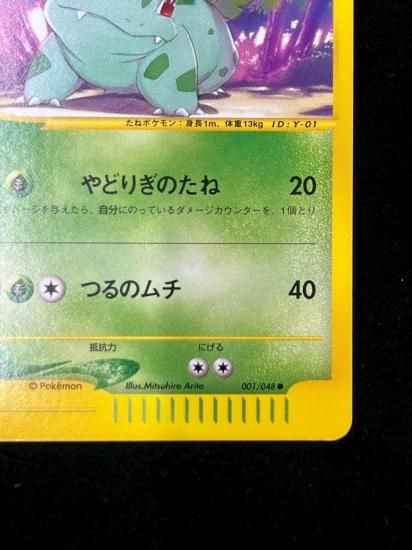 たねポケモン：身長1m、体重13kg ID:Y-01
やどりぎのたね 20
メージを与えたら、自分にのっているダメージカウンターを、1個とり
つるのムチ 40
抵抗力 にげる
© Pokémon Illus.Mitsuhiro Arita 001/048 ●